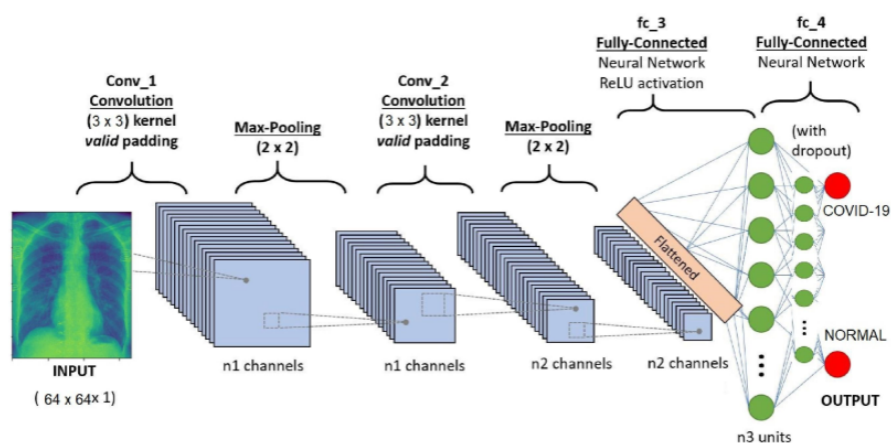 fc_3
Fully-Connected
Neural Network
ReLU activation
fc_4
Fully-Connected
Neural Network
Conv_1
Convolution
(3 x 3) kernel
valid padding
Max-Pooling
(2 x 2)
Conv_2
Convolution
(3 x 3) kernel
valid padding
Max-Pooling
(2 x 2)
(with
dropout)
Flattened
COVID-19
NORMAL
OUTPUT
INPUT
( 64 x 64x 1)
n1 channels
n1 channels
n2 channels
n2 channels
n3 units